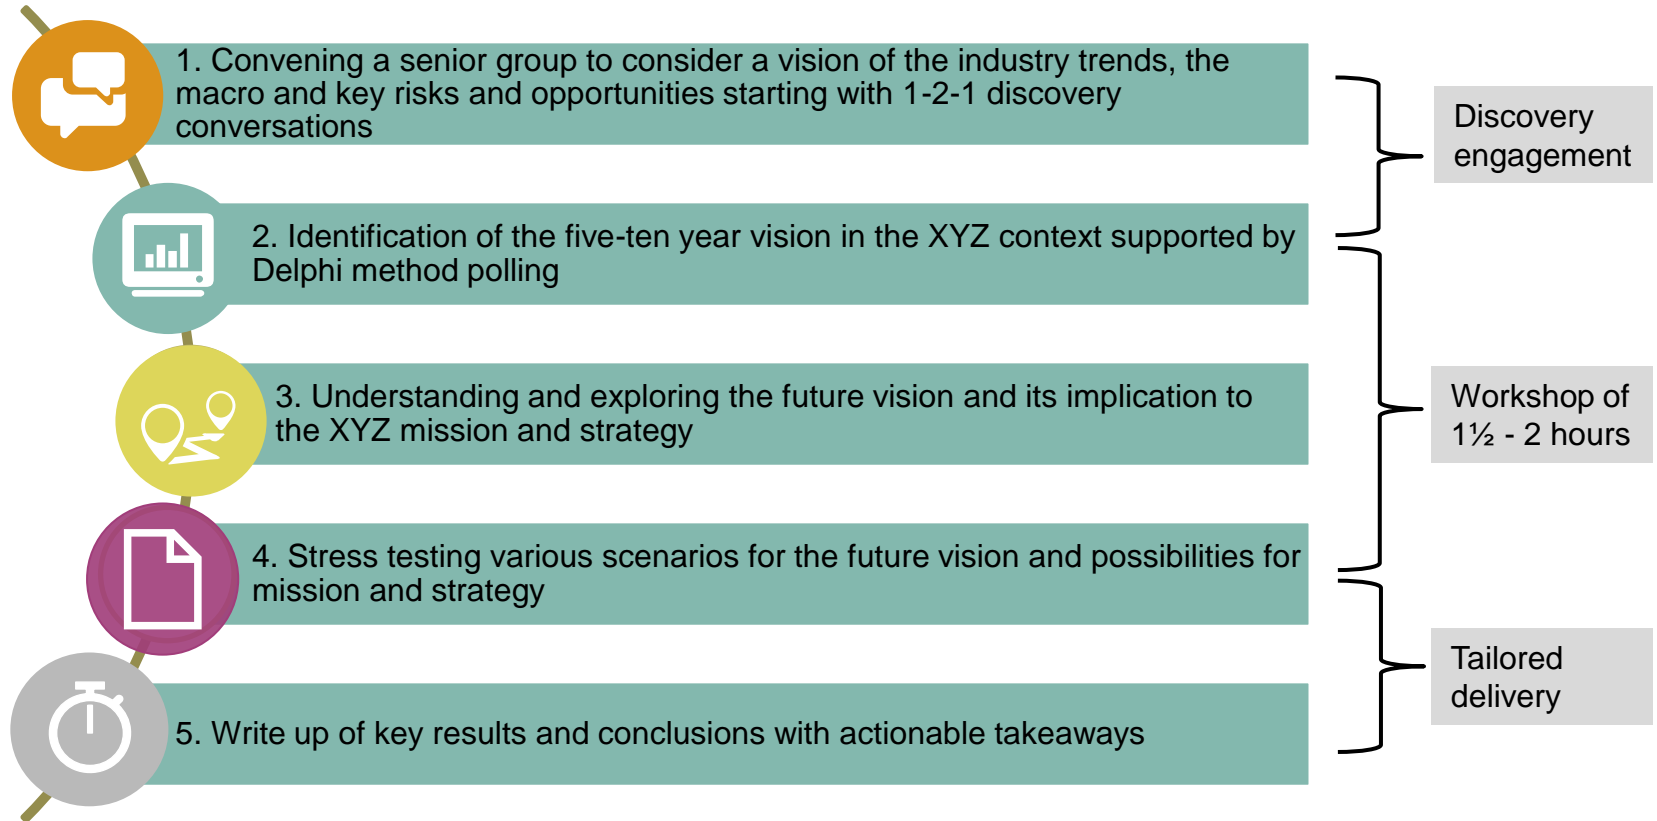 1. Convening a senior group to consider a vision of the industry trends, the
macro and key risks and opportunities starting with 1-2-1 discovery
conversations
Discovery
engagement
2. Identification of the five-ten year vision in the XYZ context supported by
Delphi method polling
3. Understanding and exploring the future vision and its implication to
the XYZ mission and strategy
Workshop of
1½ - 2 hours
4. Stress testing various scenarios for the future vision and possibilities for
mission and strategy
Tailored
delivery
5. Write up of key results and conclusions with actionable takeaways